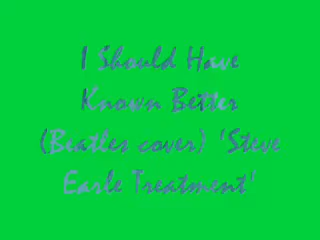 I Should Have
Known Better
(Beatles cover) 'Steve
Earle Treatment'